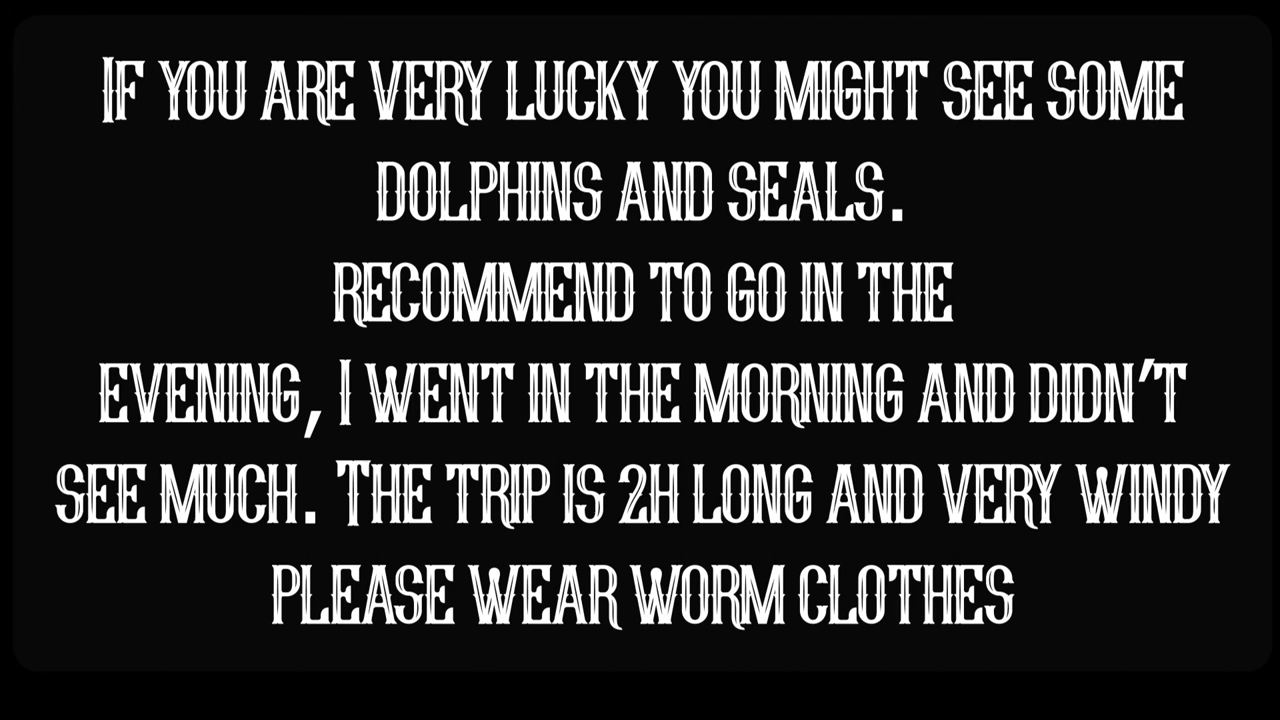 If you are very lucky you might see some
dolphins and seals.
recommend to go in the
evening, I went in the morning and didn't
see much. The trip is 2h long and very windy
please wear worm clothes